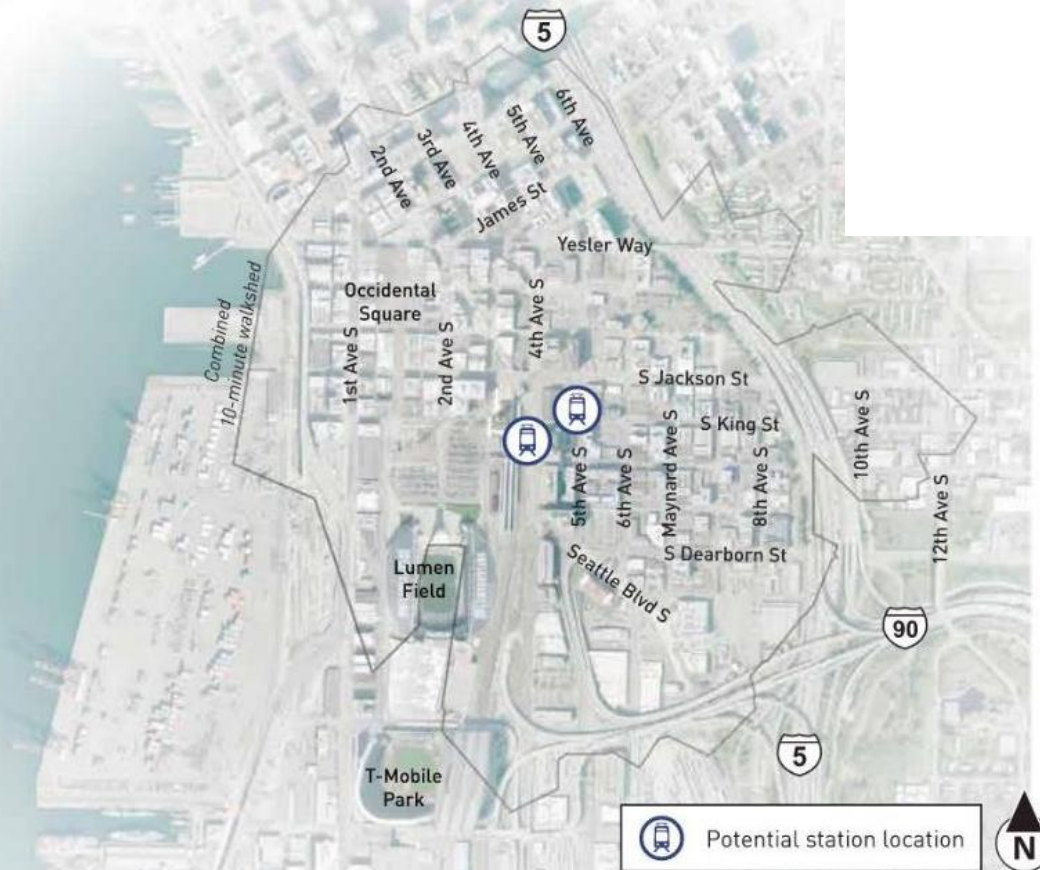 5
6th Ave
5th Ave
4th Ave
3rd Ave
2nd Ave
James St
Yesler Way
Combined
10-minute walkshed
Occidental
Square
4th Ave S
1st Ave S
2nd Ave S
S Jackson St
S King St
Maynard Ave S
10th Ave S
5th Ave S
6th Ave S
8th Ave S
12th Ave S
S Dearborn St
Lumen
Field
Seattle Blvd S
90
5
T-Mobile
Park
Potential station location
N